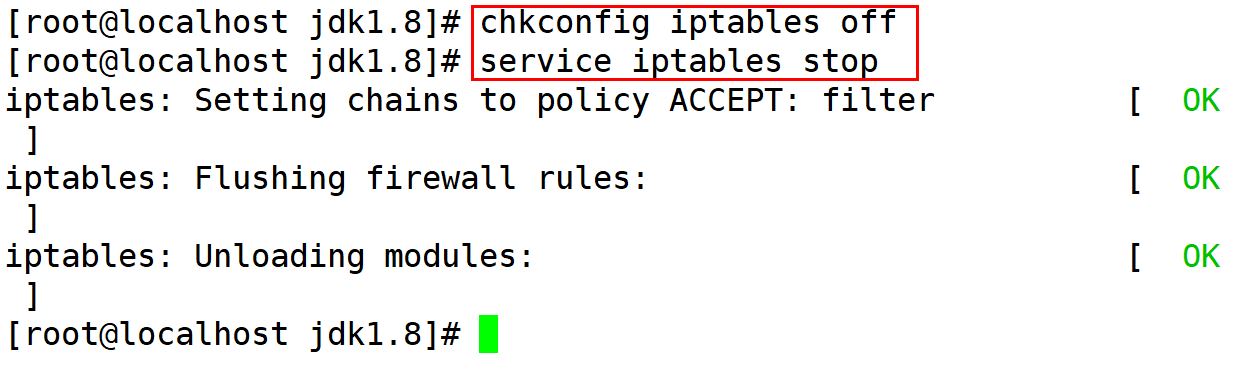 [root@localhost jdk1.8]# chkconfig iptables off
[root@localhost jdk1.8]# service iptables stop
iptables: Setting chains to policy ACCEPT: filter          [  OK
 ]
iptables: Flushing firewall rules:                         [  OK
 ]
iptables: Unloading modules:                               [  OK
 ]
[root@localhost jdk1.8]#